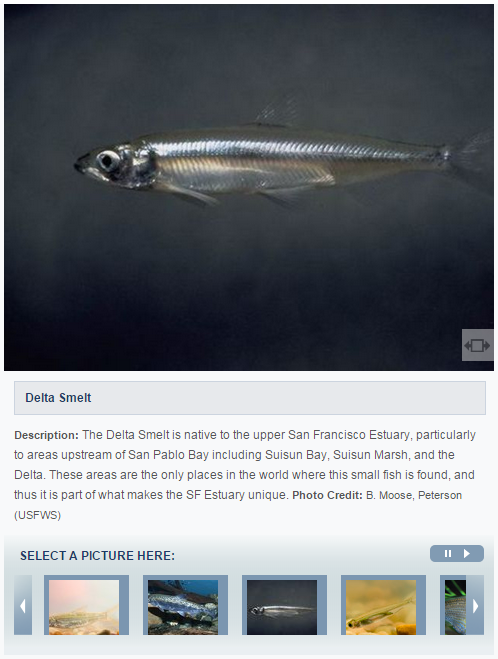 Delta Smelt
Description: The Delta Smelt is native to the upper San Francisco Estuary, particularly
to areas upstream of San Pablo Bay including Suisun Bay, Suisun Marsh, and the
Delta. These areas are the only places in the world where this small fish is found, and
thus it is part of what makes the SF Estuary unique. Photo Credit: B. Moose, Peterson
(USFWS)
SELECT A PICTURE HERE: